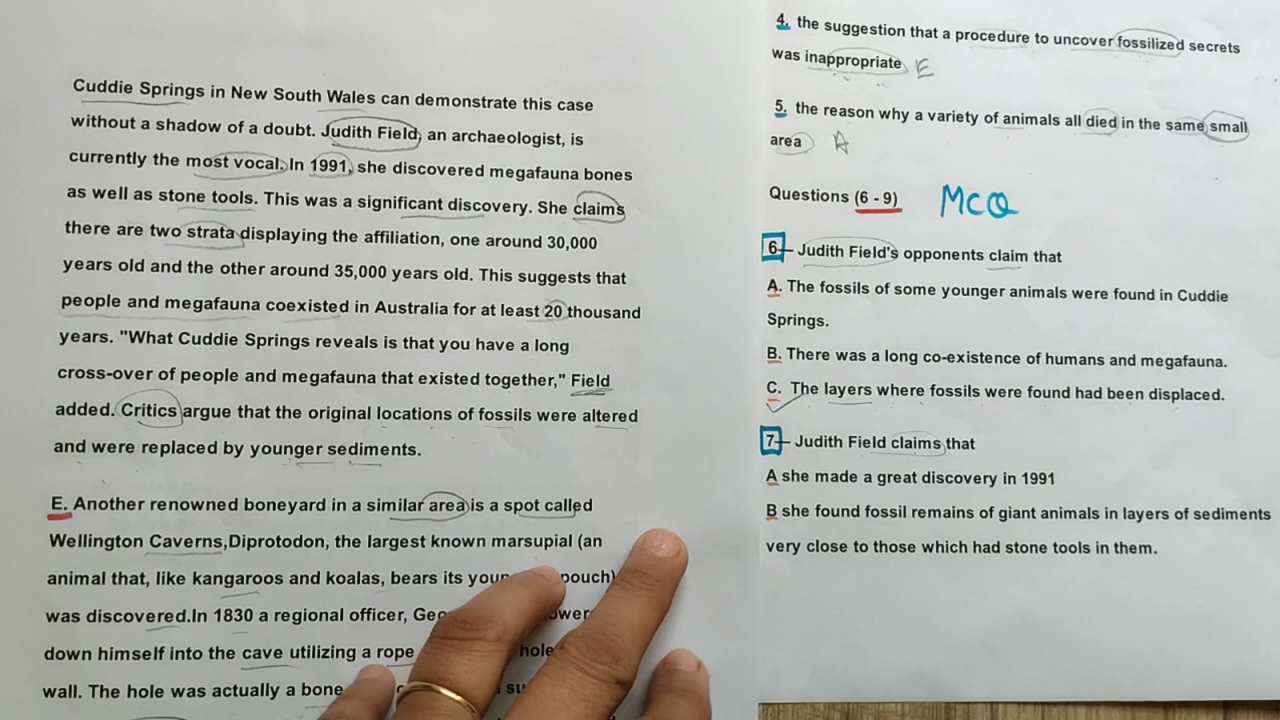 Cuddie Springs in New South Wales can demonstrate this case
without a shadow of a doubt. Judith Field, an archaeologist, is
currently the most vocal. In 1991, she discovered megafauna bones
as well as stone tools. This was a significant discovery. She claims
there are two strata displaying the affiliation, one around 30,000
years old and the other around 35,000 years old. This suggests that
people and megafauna coexisted in Australia for at least 20 thousand
years. "What Cuddie Springs reveals is that you have a long
cross-over of people and megafauna that existed together," Field
added. Critics argue that the original locations of fossils were altered
and were replaced by younger sediments.
E. Another renowned boneyard in a similar area is a spot called
Wellington Caverns,Diprotodon, the largest known marsupial (an
animal that, like kangaroos and koalas, bears its pouch)
was discovered.In 1830 a regional officer,
down himself into the cave utilizing a rope hole
wall. The hole was actually a bone
4. the suggestion that a procedure to uncover fossilized secrets
was inappropriate E
5. the reason why a variety of animals all died in the same small
area A
Questions (6 - 9) MCQ
6 Judith Field's opponents claim that
A. The fossils of some younger animals were found in Cuddie
Springs.
B. There was a long co-existence of humans and megafauna.
C. The layers where fossils were found had been displaced.
7 Judith Field claims that
A she made a great discovery in 1991
B she found fossil remains of giant animals in layers of sediments
very close to those which had stone tools in them.